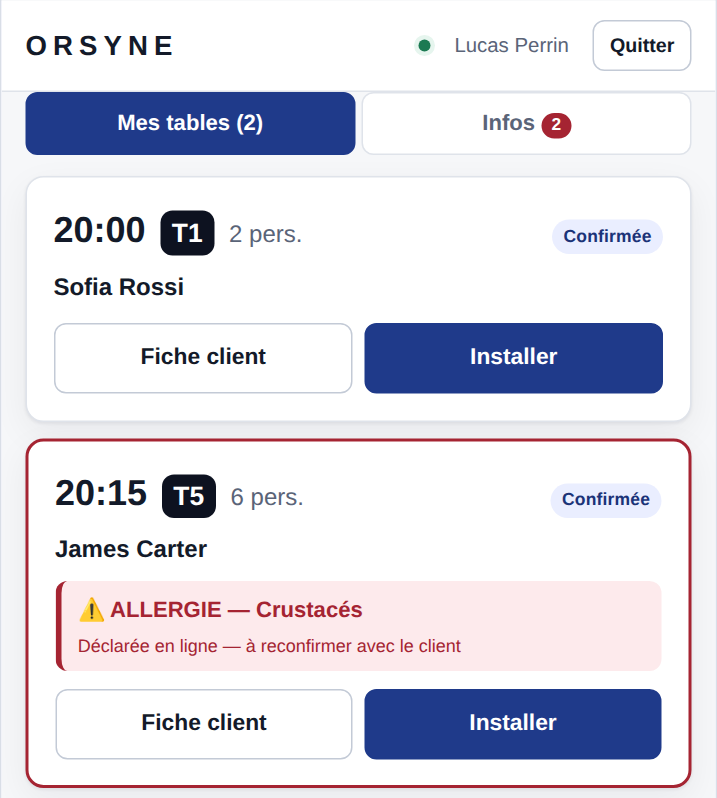 ORSYNE
Lucas Perrin
Quitter
Mes tables (2)
Infos 2
20:00 T1 2 pers.
Confirmée
Sofia Rossi
Fiche client
Installer
20:15 T5 6 pers.
Confirmée
James Carter
⚠️ ALLERGIE — Crustacés
Déclarée en ligne — à reconfirmer avec le client
Fiche client
Installer